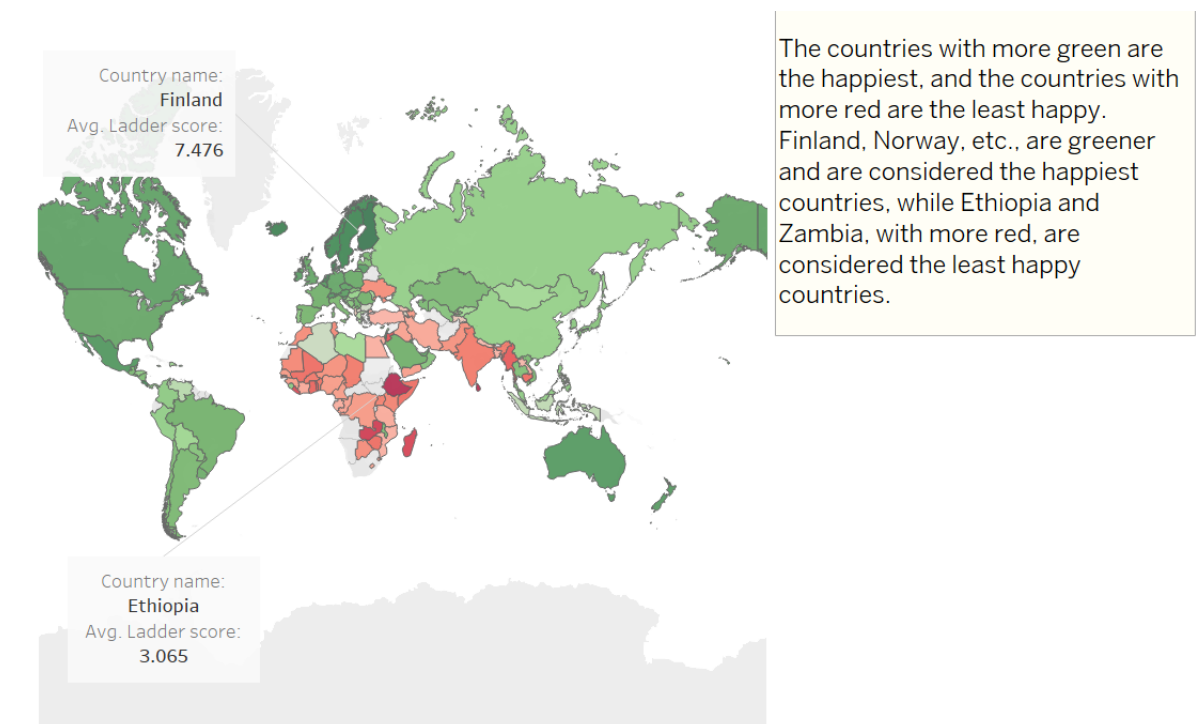 Country name:
Finland
Avg. Ladder score:
7.476
The countries with more green are
the happiest, and the countries with
more red are the least happy.
Finland, Norway, etc., are greener
and are considered the happiest
countries, while Ethiopia and
Zambia, with more red, are
considered the least happy
countries.
Country name:
Ethiopia
Avg. Ladder score:
3.065